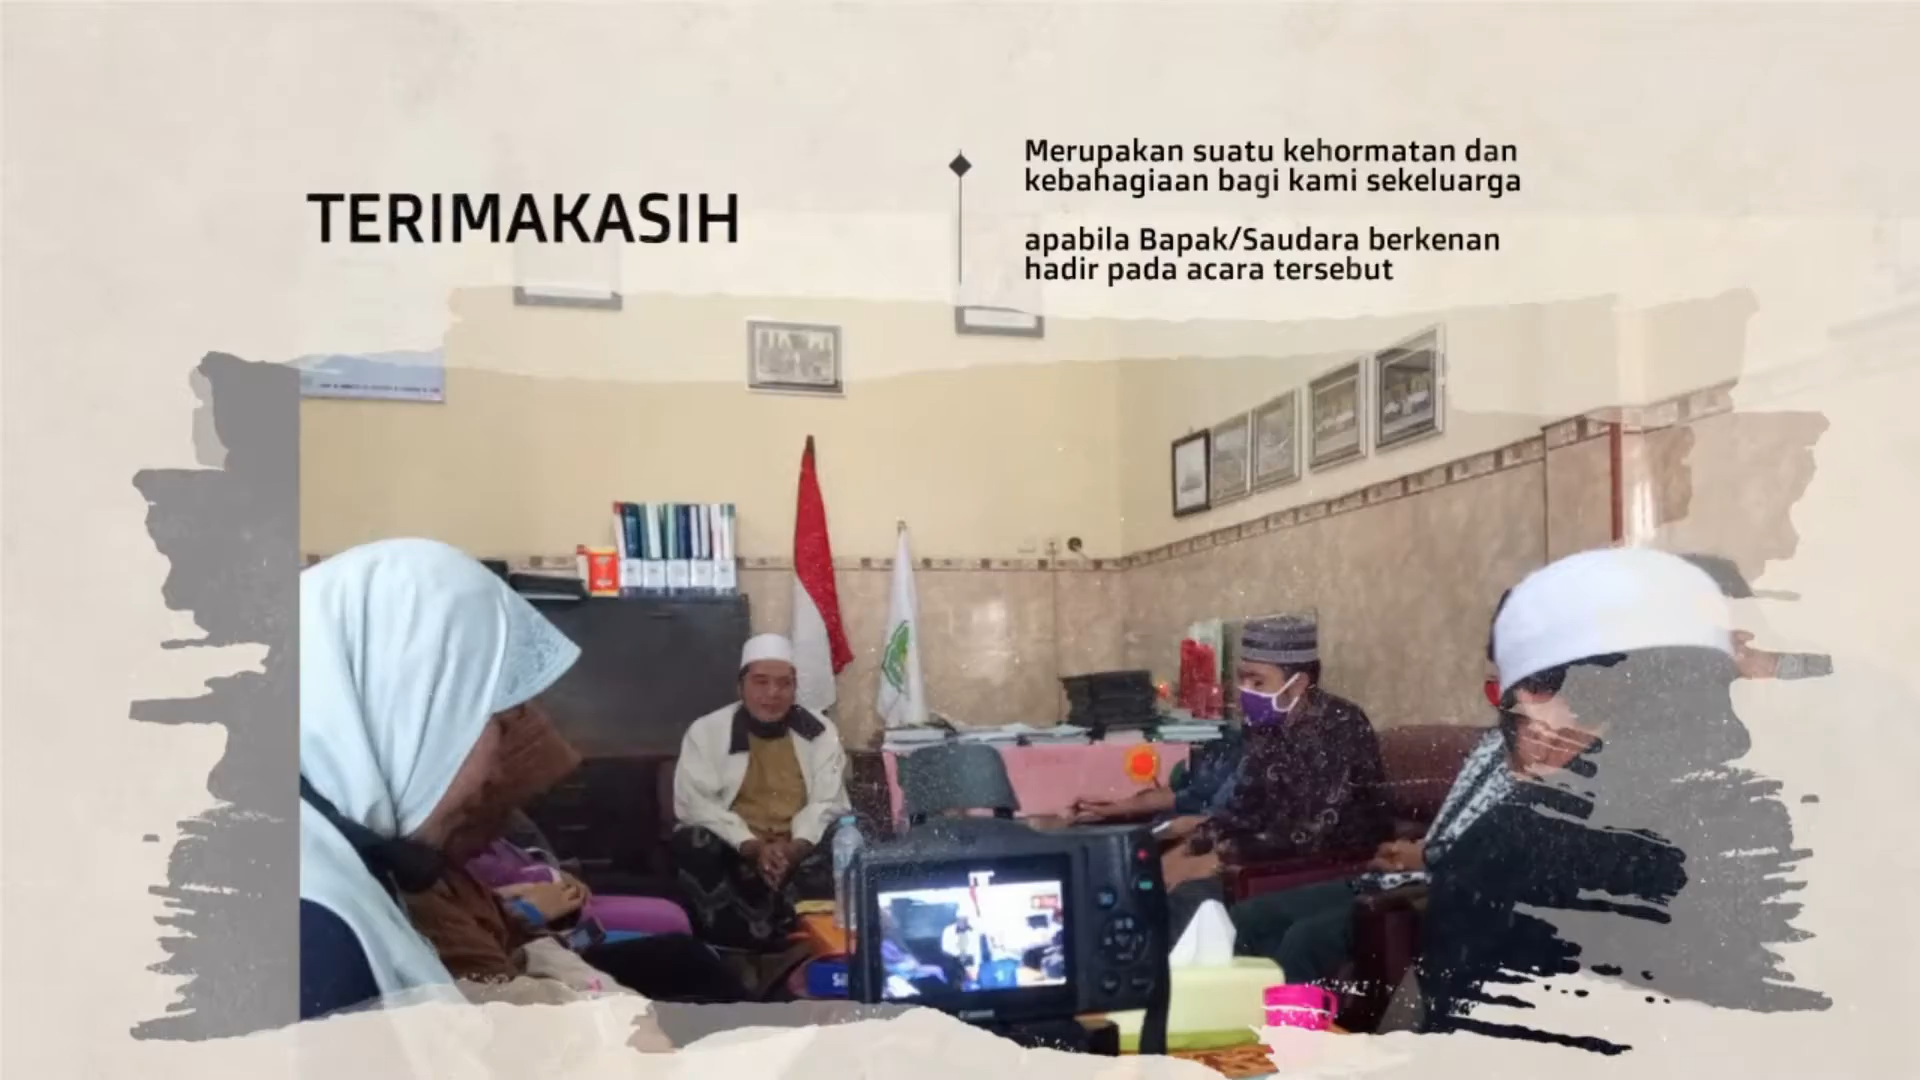 TERIMAKASIH
Merupakan suatu kehormatan dan
kebahagiaan bagi kami sekeluarga
apabila Bapak/Saudara berkenan
hadir pada acara tersebut